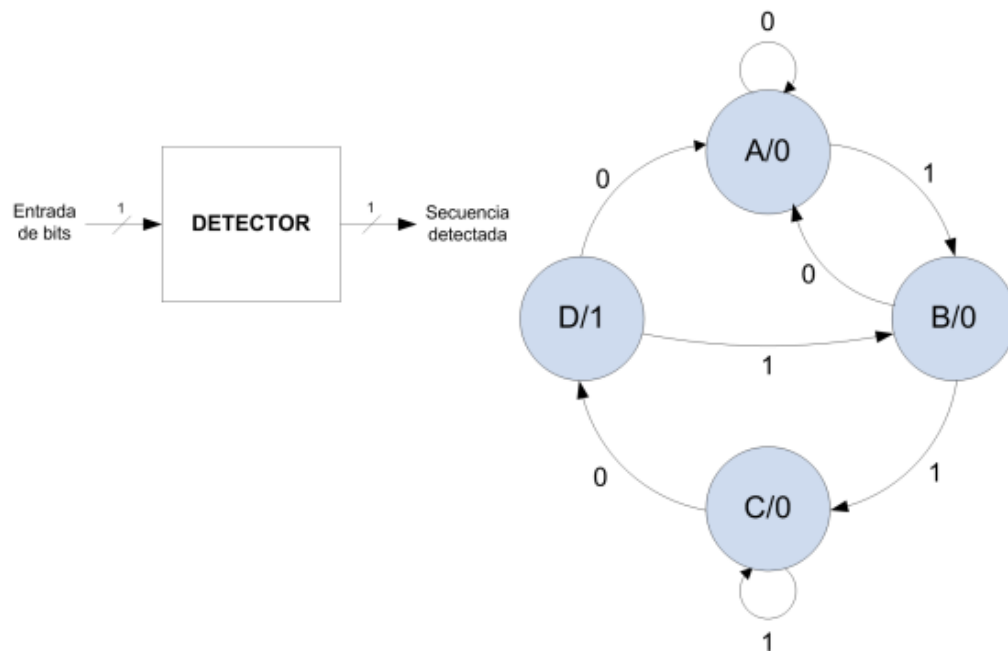 Entrada
de bits
1
DETECTOR
1
Secuencia
detectada
0
A/0
0
1
0
D/1
B/0
1
0
1
C/0
1